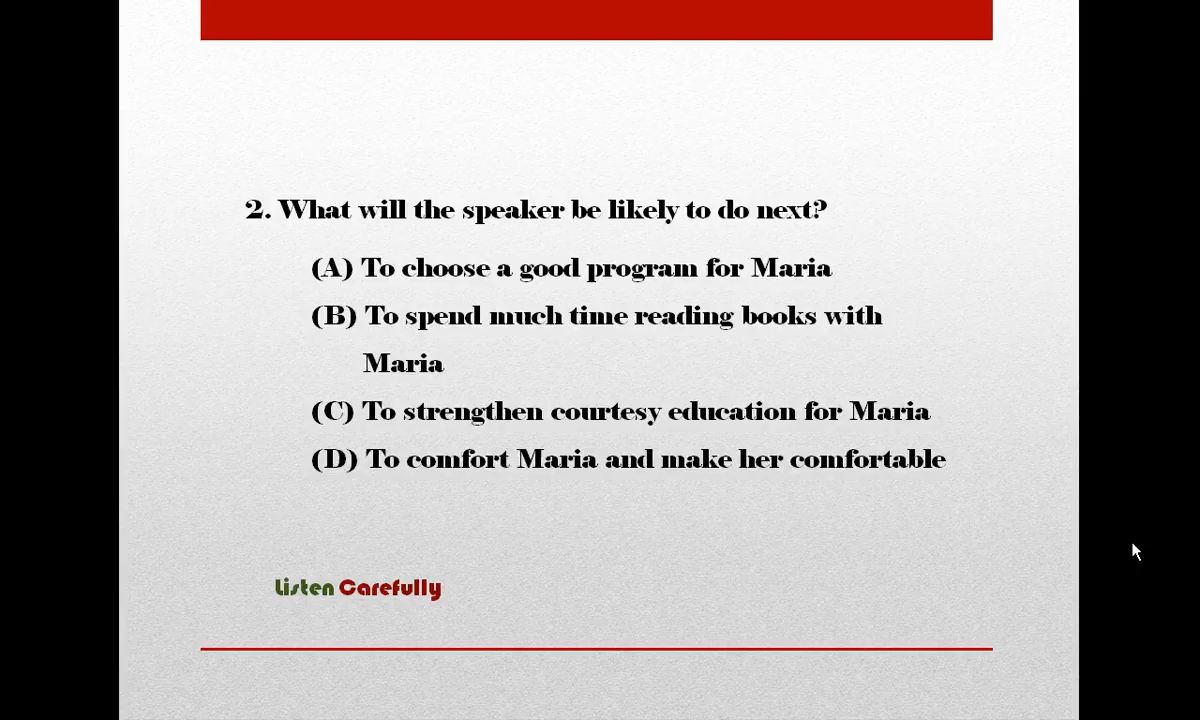 2. What will the speaker be likely to do next?
(A) To choose a good program for Maria
(B) To spend much time reading books with
Maria
(C) To strengthen courtesy education for Maria
(D) To comfort Maria and make her comfortable
Listen Carefully